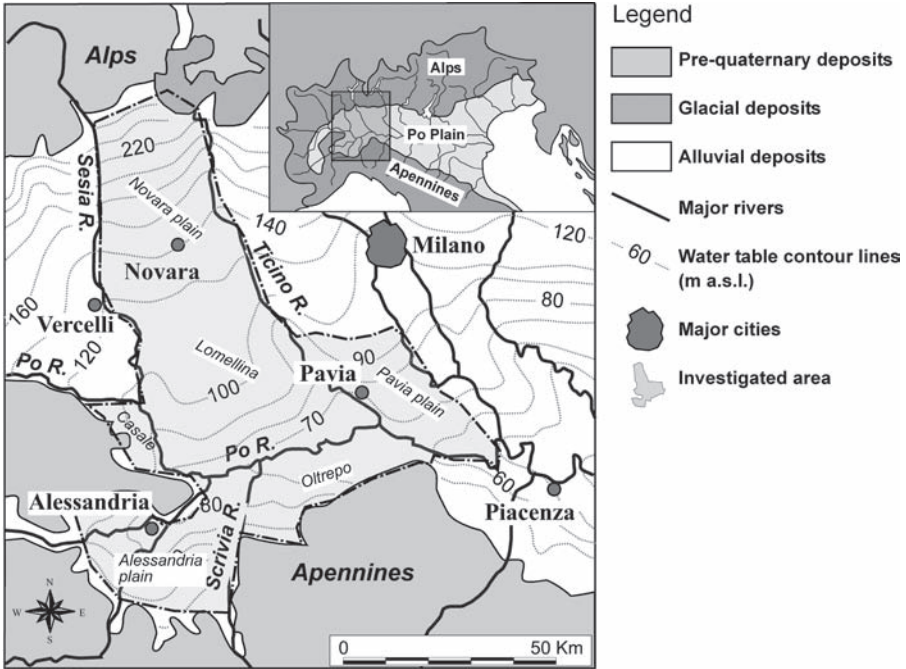 Alps
220
Sesia R.
Novara plain
Novara
140
Ticino R.
Milano
120
80
160
Vercelli
120
Po R.
Lomellina
100
Pavia
90
Pavia plain
70
Casale
Po R.
Oltrepo
60
Piacenza
Alessandria
80
Scrivia R.
Alessandria
plain
Apennines
N
W E
S
0 50 Km
Alps
Po Plain
Apennines
Legend
Pre-quaternary deposits
Glacial deposits
Alluvial deposits
Major rivers
60 Water table contour lines
(m a.s.l.)
Major cities
Investigated area